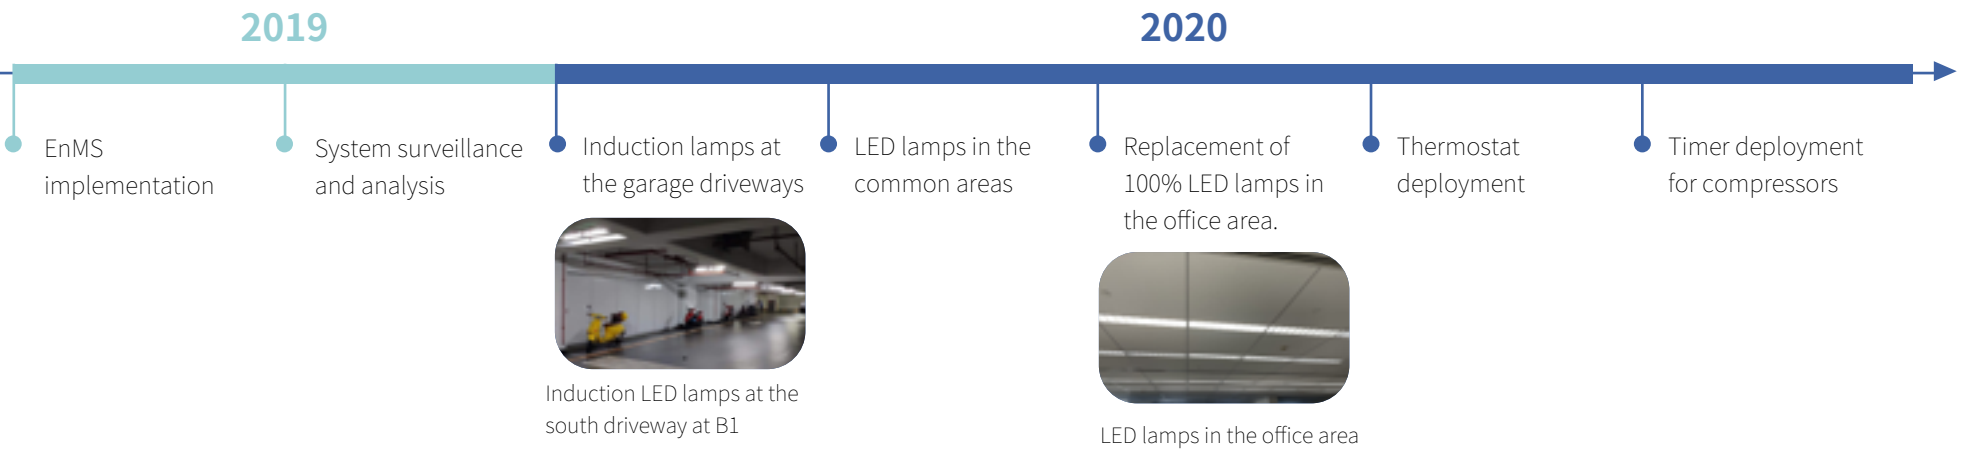 2019
2020
EnMS
implementation
System surveillance
and analysis
Induction lamps at
the garage driveways
LED lamps in the
common areas
Replacement of
100% LED lamps in
the office area.
Thermostat
deployment
Timer deployment
for compressors
Induction LED lamps at the
south driveway at B1
LED lamps in the office area